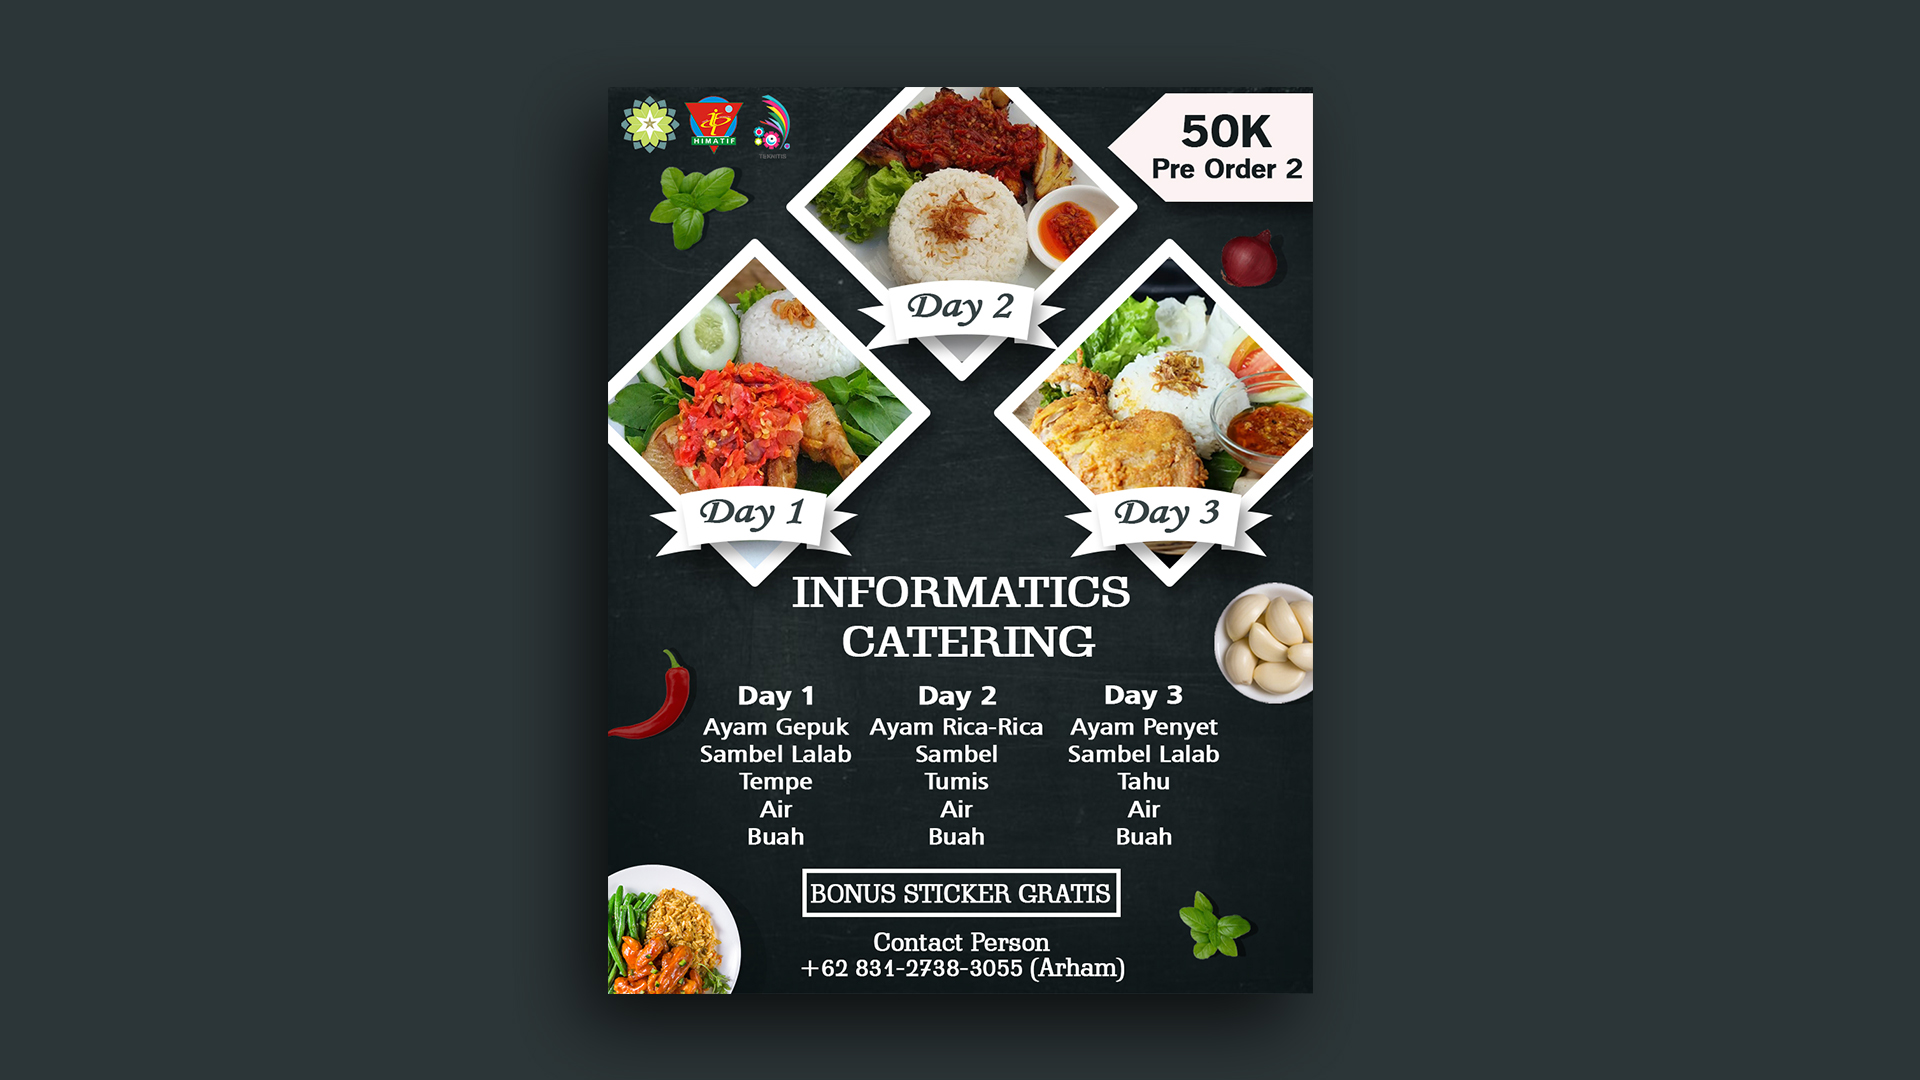 HIMATIF
TEKNITISI
50K
Pre Order 2
Day 2
Day 1
Day 3
INFORMATICS
CATERING
Day 1
Ayam Gepuk
Sambel Lalab
Tempe
Air
Buah
Day 2
Ayam Rica-Rica
Sambel
Tumis
Air
Buah
Day 3
Ayam Penyet
Sambel Lalab
Tahu
Air
Buah
BONUS STICKER GRATIS
Contact Person
+62 831-2738-3055 (Arham)